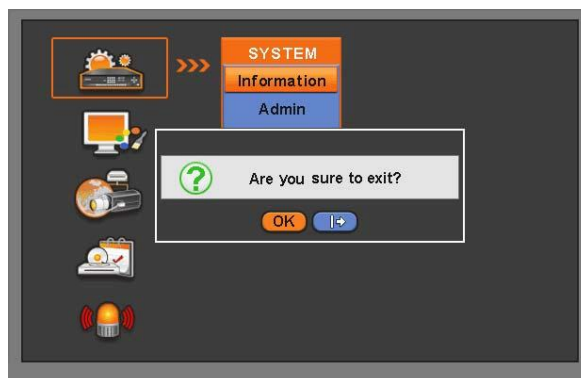 SYSTEM
Information
Admin
Are you sure to exit?
OK